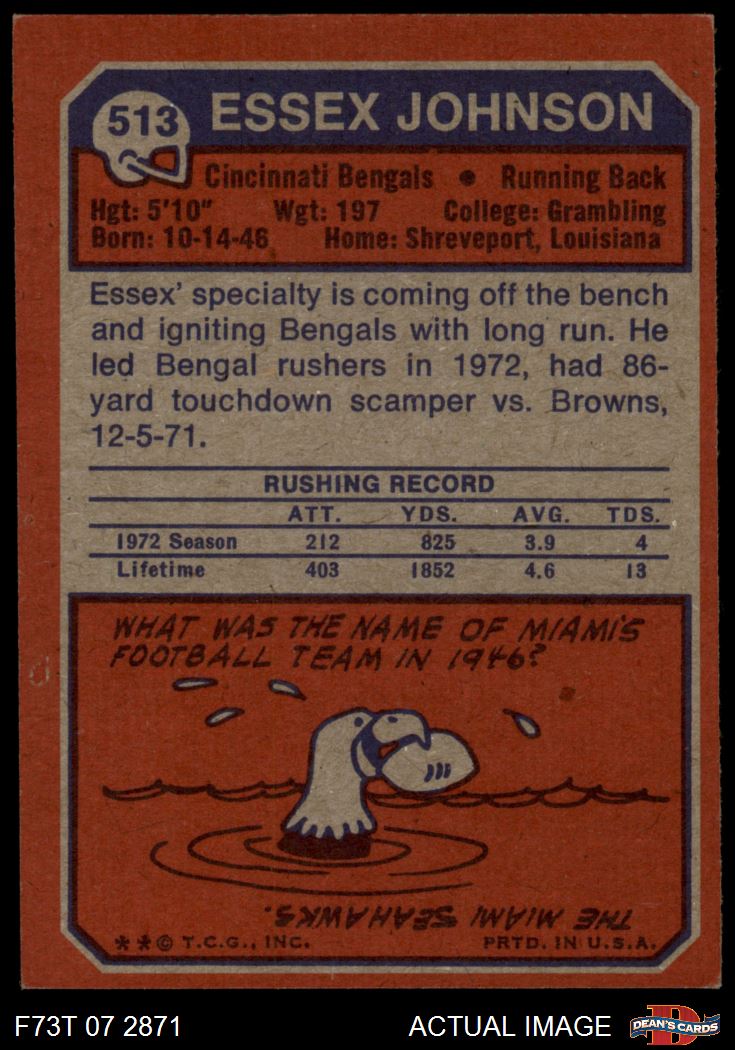 513 ESSEX JOHNSON
Cincinnati Bengals • Running Back
Hgt: 5'10" Wgt: 197 College: Grambling
Born: 10-14-46 Home: Shreveport, Louisiana
Essex' specialty is coming off the bench
and igniting Bengals with long run. He
led Bengal rushers in 1972, had 86-
yard touchdown scamper vs. Browns,
12-5-71.
RUSHING RECORD
ATT. YDS. AVG. TDS.
1972 Season 212 825 3.9 4
Lifetime 403 1852 4.6 13
WHAT WAS THE NAME OF MIAMI'S
FOOTBALL TEAM IN 1946?
THE MIAMI SEAHAWKS.
** © T.C.G., INC. PRTD. IN U.S.A.
F73T 07 2871 ACTUAL IMAGE DEAN'S CARDS